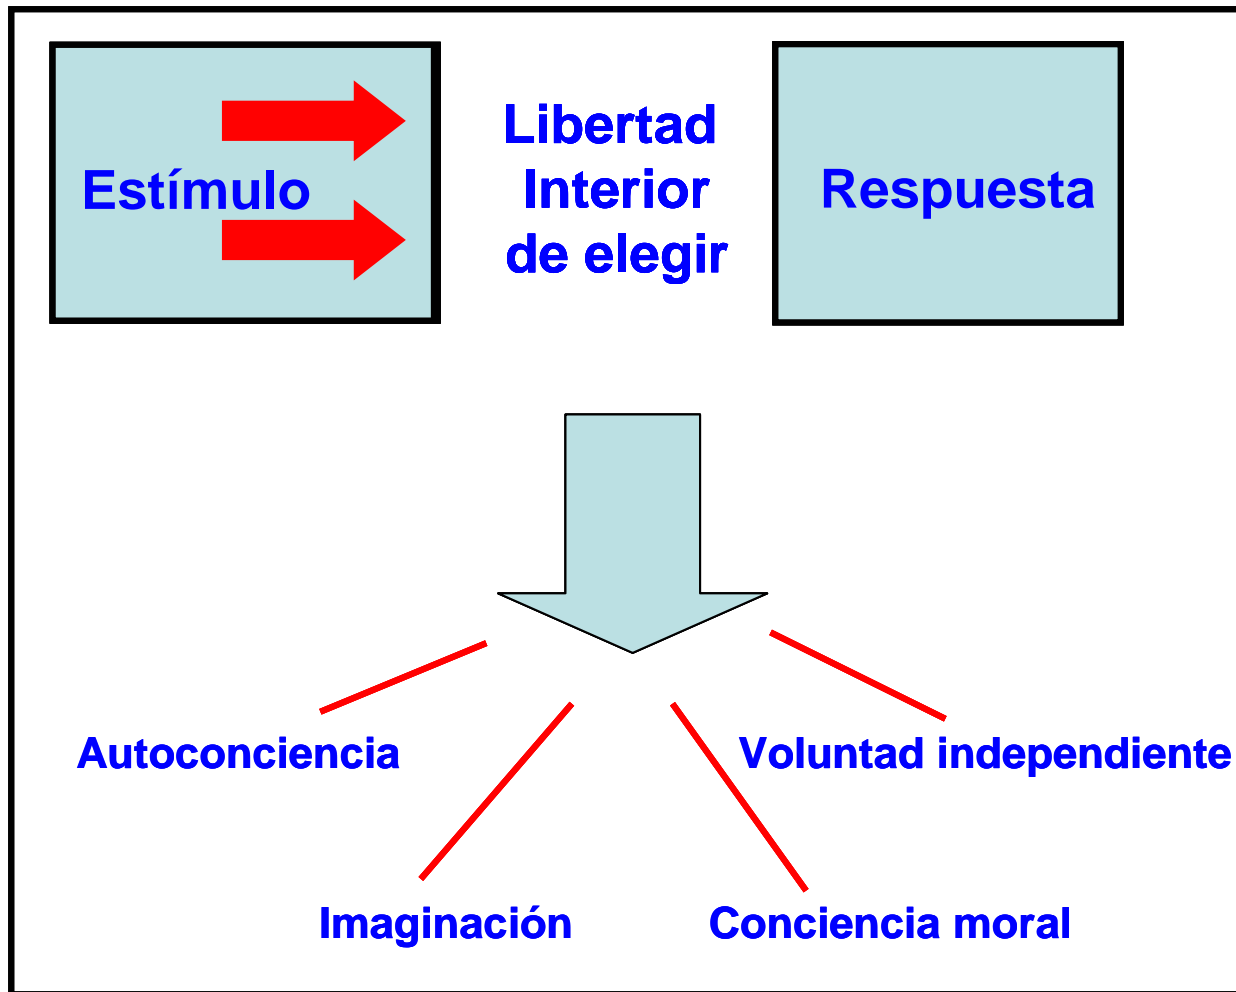 Estímulo
Libertad
Interior
de elegir
Respuesta
Autoconciencia
Voluntad independiente
Imaginación
Conciencia moral